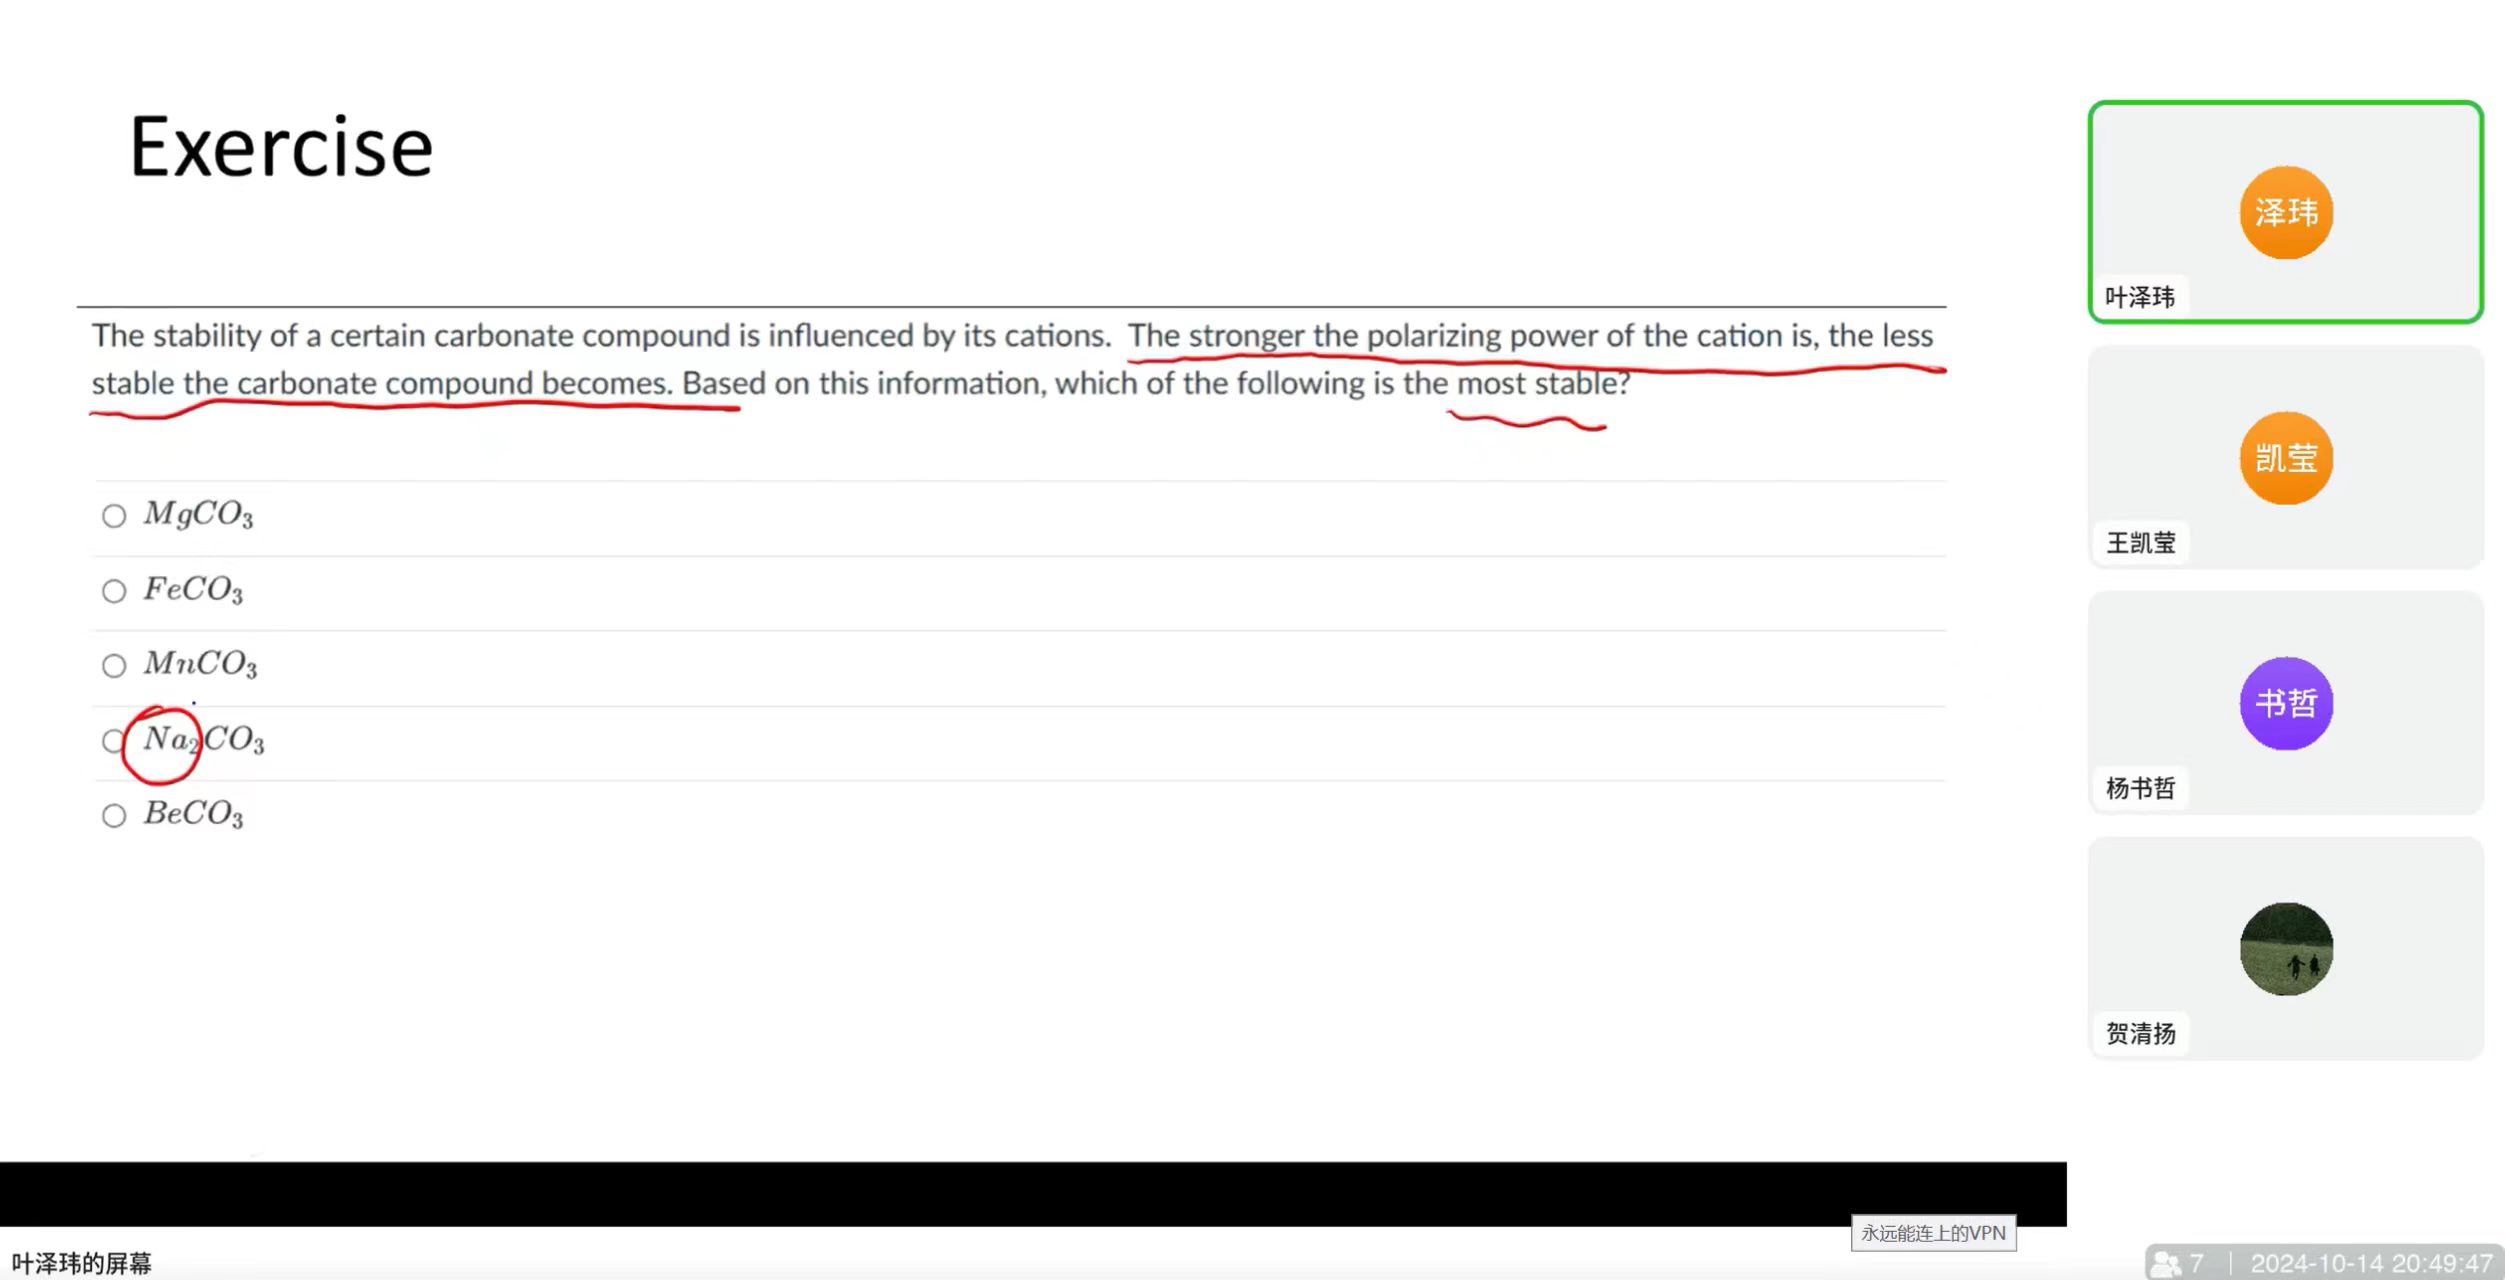 Exercise
The stability of a certain carbonate compound is influenced by its cations. The stronger the polarizing power of the cation is, the less
stable the carbonate compound becomes. Based on this information, which of the following is the most stable?
MgCO₃
FeCO₃
MnCO₃
Na₂CO₃
BeCO₃
泽玮
叶泽玮
凯莹
王凯莹
书哲
杨书哲
贺清扬
永远能连上的VPN
叶泽玮的屏幕
7
2024-10-14 20:49:47